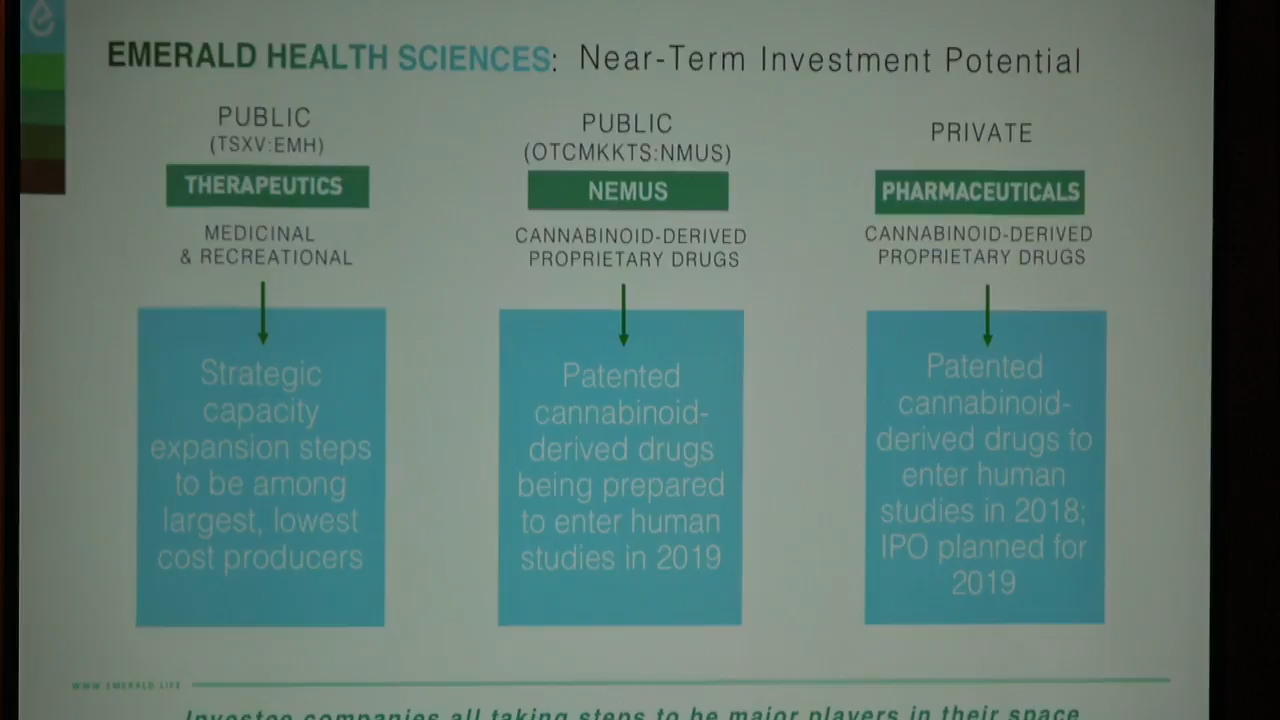 EMERALD HEALTH SCIENCES: Near-Term Investment Potential
PUBLIC
(TSXV:EMH)
THERAPEUTICS
MEDICINAL
& RECREATIONAL
Strategic
capacity
expansion steps
to be among
largest, lowest
cost producers
PUBLIC
(OTCMKKTS:NMUS)
NEMUS
CANNABINOID-DERIVED
PROPRIETARY DRUGS
Patented
cannabinoid-
derived drugs
being prepared
to enter human
studies in 2019
PRIVATE
PHARMACEUTICALS
CANNABINOID-DERIVED
PROPRIETARY DRUGS
Patented
cannabinoid-
derived drugs to
enter human
studies in 2018;
IPO planned for
2019
WWW.EMERALD.LIFE
Investee companies all taking steps to be major players in their space